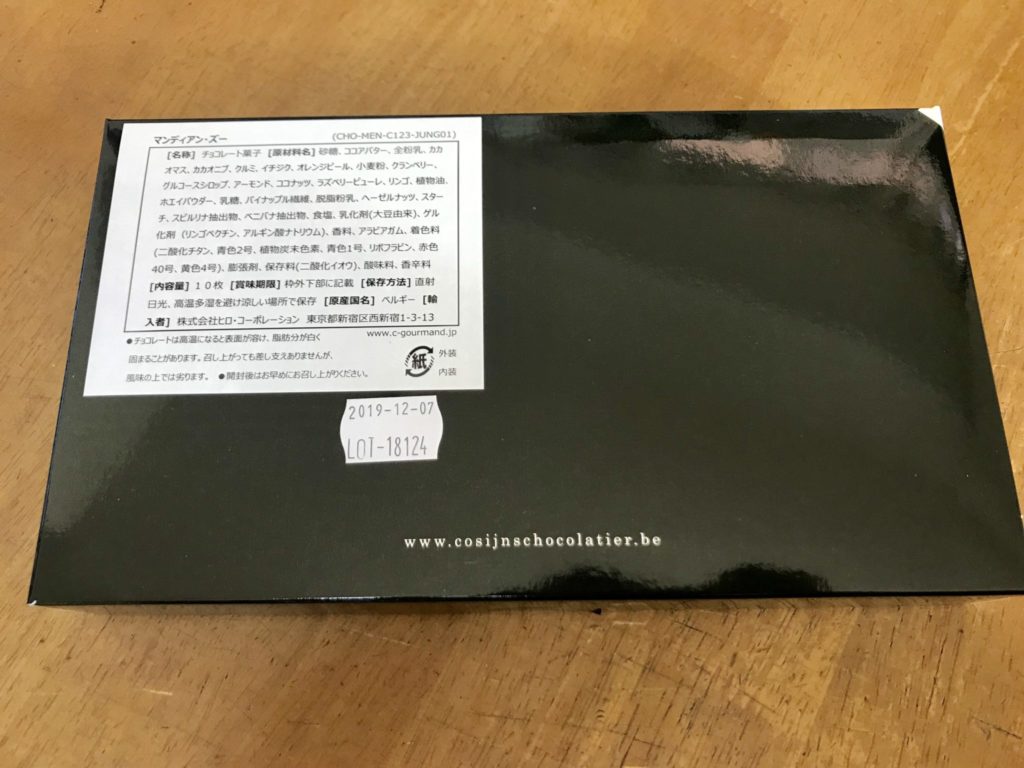 マンディアン・ズー (CHO-MEN-C123-JUNG01)
[名称] チョコレート菓子 [原材料名] 砂糖、ココアバター、全粉乳、カカ
オマス、カカオニブ、クルミ、イチジク、オレンジピール、小麦粉、クランベリー、
グルコースシロップ、アーモンド、ココナッツ、ラズベリーピューレ、リンゴ、植物油、
ホエイパウダー、乳糖、パイナップル繊維、脱脂粉乳、ヘーゼルナッツ、スター
チ、スピルリナ抽出物、ベニバナ抽出物、食塩、乳化剤(大豆由来)、ゲル
化剤 (リンゴペクチン、アルギン酸ナトリウム)、香料、アラビアガム、着色料
(二酸化チタン、青色2号、植物炭末色素、青色1号、リボフラビン、赤色
40号、黄色4号)、膨張剤、保存料(二酸化イオウ)、酸味料、香辛料
[内容量] 10枚 [賞味期限] 枠外下部に記載 [保存方法] 直射
日光、高温多湿を避け涼しい場所で保存 [原産国名] ベルギー [輸
入者] 株式会社ヒロ・コーポレーション 東京都新宿区西新宿1-3-13
●チョコレートは高温になると表面が溶け、脂肪分が白く
固まることがあります。召し上がっても差し支えありませんが、
風味の上では劣ります。 ●開封後はお早めにお召し上がりください。
www.c-gourmand.jp
紙
外装
内装
2019-12-07
LOT-18124
www.cosijnschocolatier.be